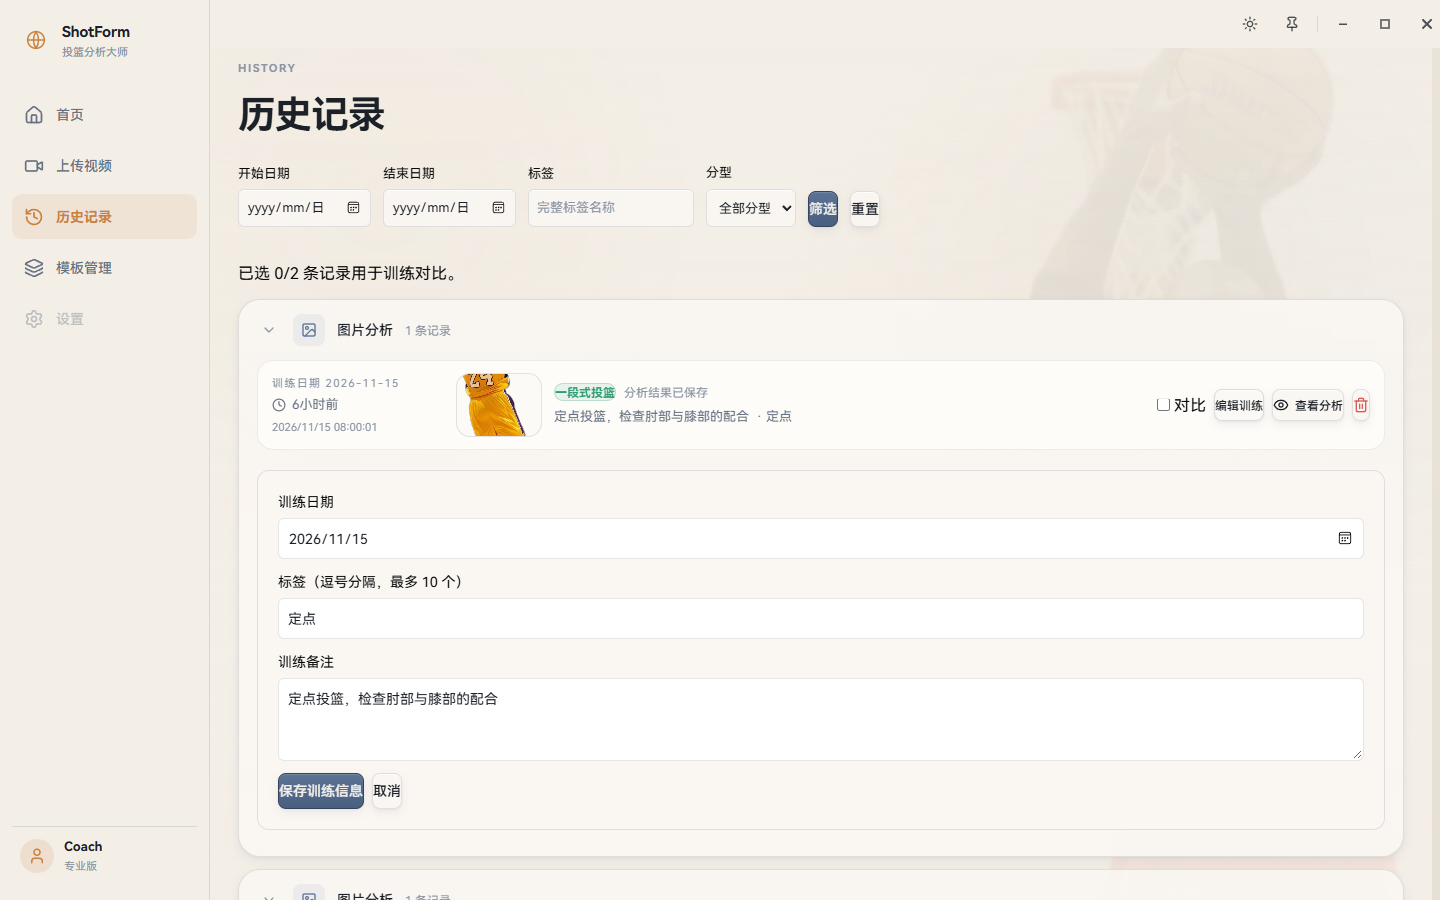 ShotForm
投篮分析大师
首页
上传视频
历史记录
模板管理
设置
Coach
专业版
HISTORY
历史记录
开始日期
结束日期
标签
分型
yyyy/mm/日
yyyy/mm/日
完整标签名称
全部分型
筛选
重置
已选 0/2 条记录用于训练对比。
图片分析
1 条记录
训练日期 2026-11-15
6小时前
2026/11/15 08:00:01
24
一段式投篮
分析结果已保存
定点投篮，检查肘部与膝部的配合 · 定点
对比
编辑训练
查看分析
训练日期
2026/11/15
标签（逗号分隔，最多 10 个）
定点
训练备注
定点投篮，检查肘部与膝部的配合
保存训练信息
取消
图片分析
1 条记录